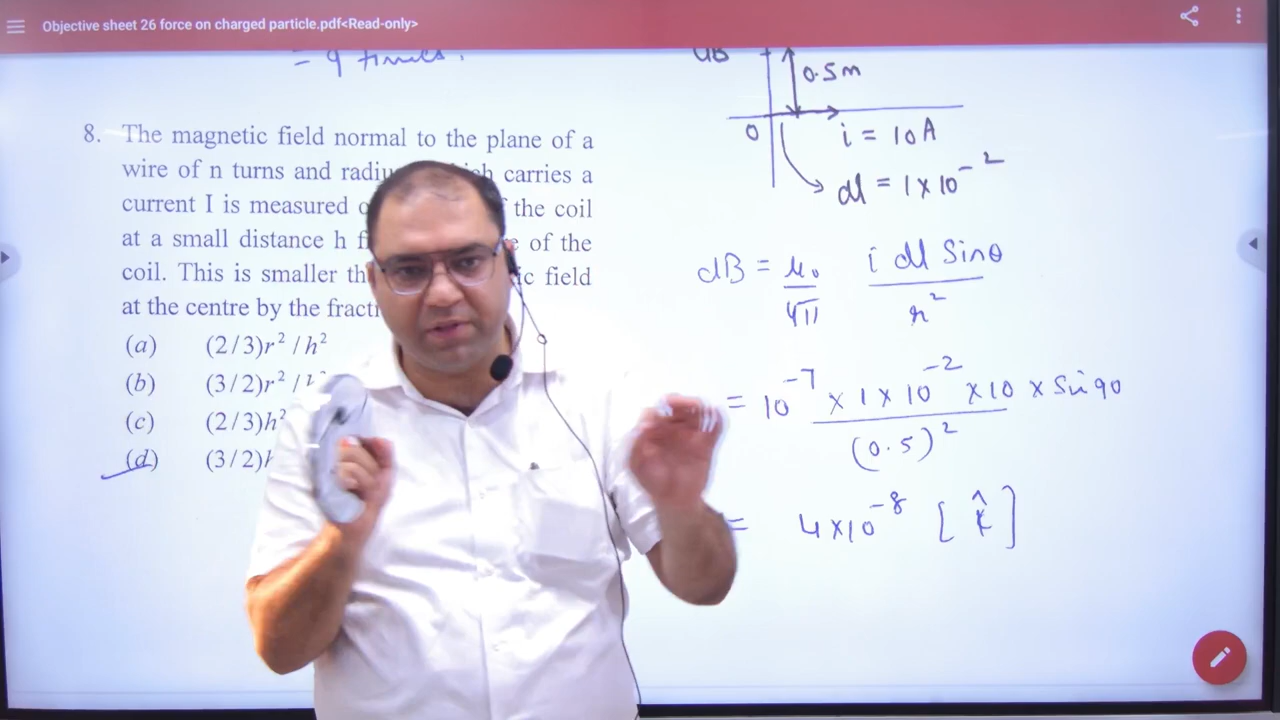 Objective sheet 26 force on charged particle.pdf<Read-only>
= 9 times.
8. The magnetic field normal to the plane of a
wire of n turns and carries a
current I is measured the coil
at a small distance h of the
coil. This is smaller field
at the centre by the
(a) (2/3)r² / h²
(b) (3/2)r² /
(c) (2/3)h²
(d) (3/2)
dB
0.5m
0
i = 10A
dl = 1 × 10⁻²
dB = μ₀/4π i dl Sinθ/r²
= 10⁻⁷ × 1 × 10⁻² × 10 × Sin 90
(0.5)²
= 4×10⁻⁸ [k̂]